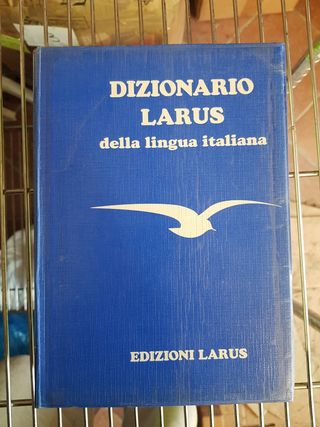 DIZIONARIO
LARUS
della lingua italiana
EDIZIONI LARUS